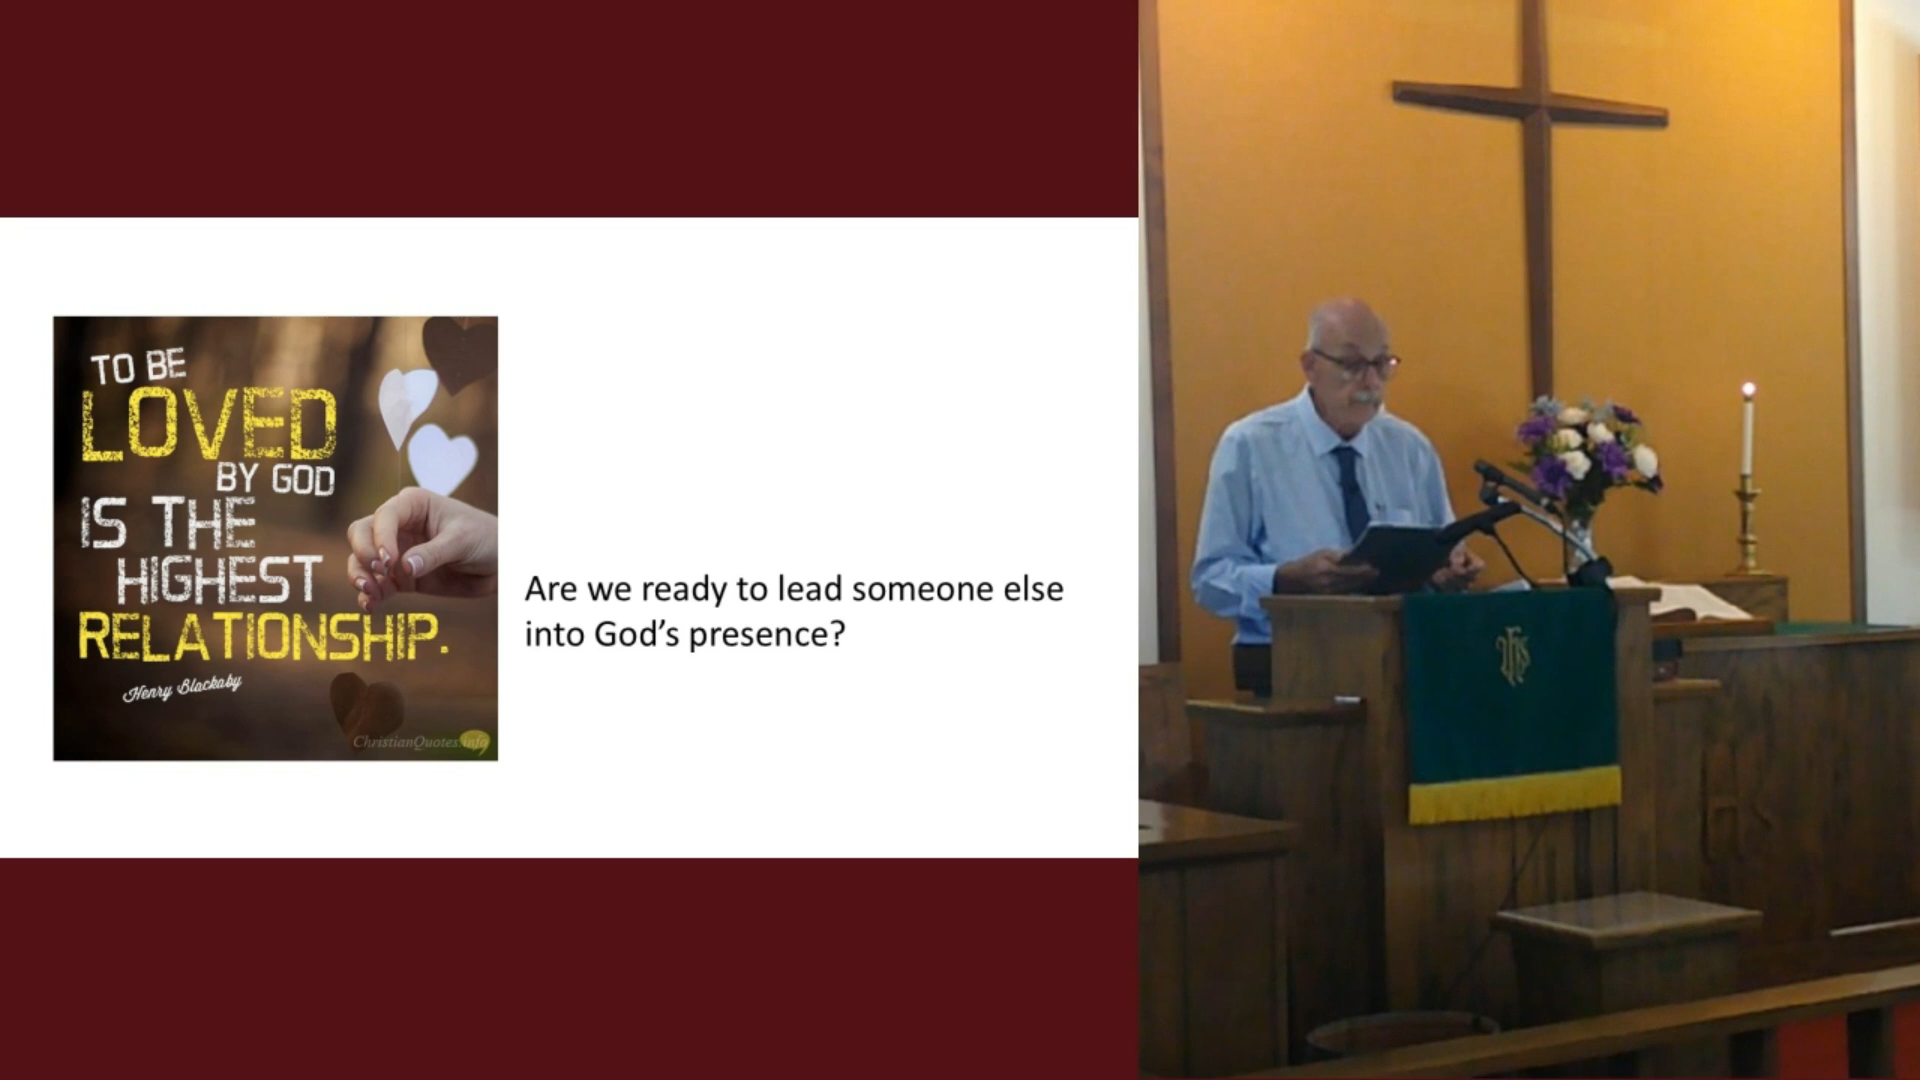 TO BE
LOVED
BY GOD
IS THE
HIGHEST
RELATIONSHIP.
Henry Blackaby
ChristianQuotes.info
Are we ready to lead someone else
into God's presence?
IHS